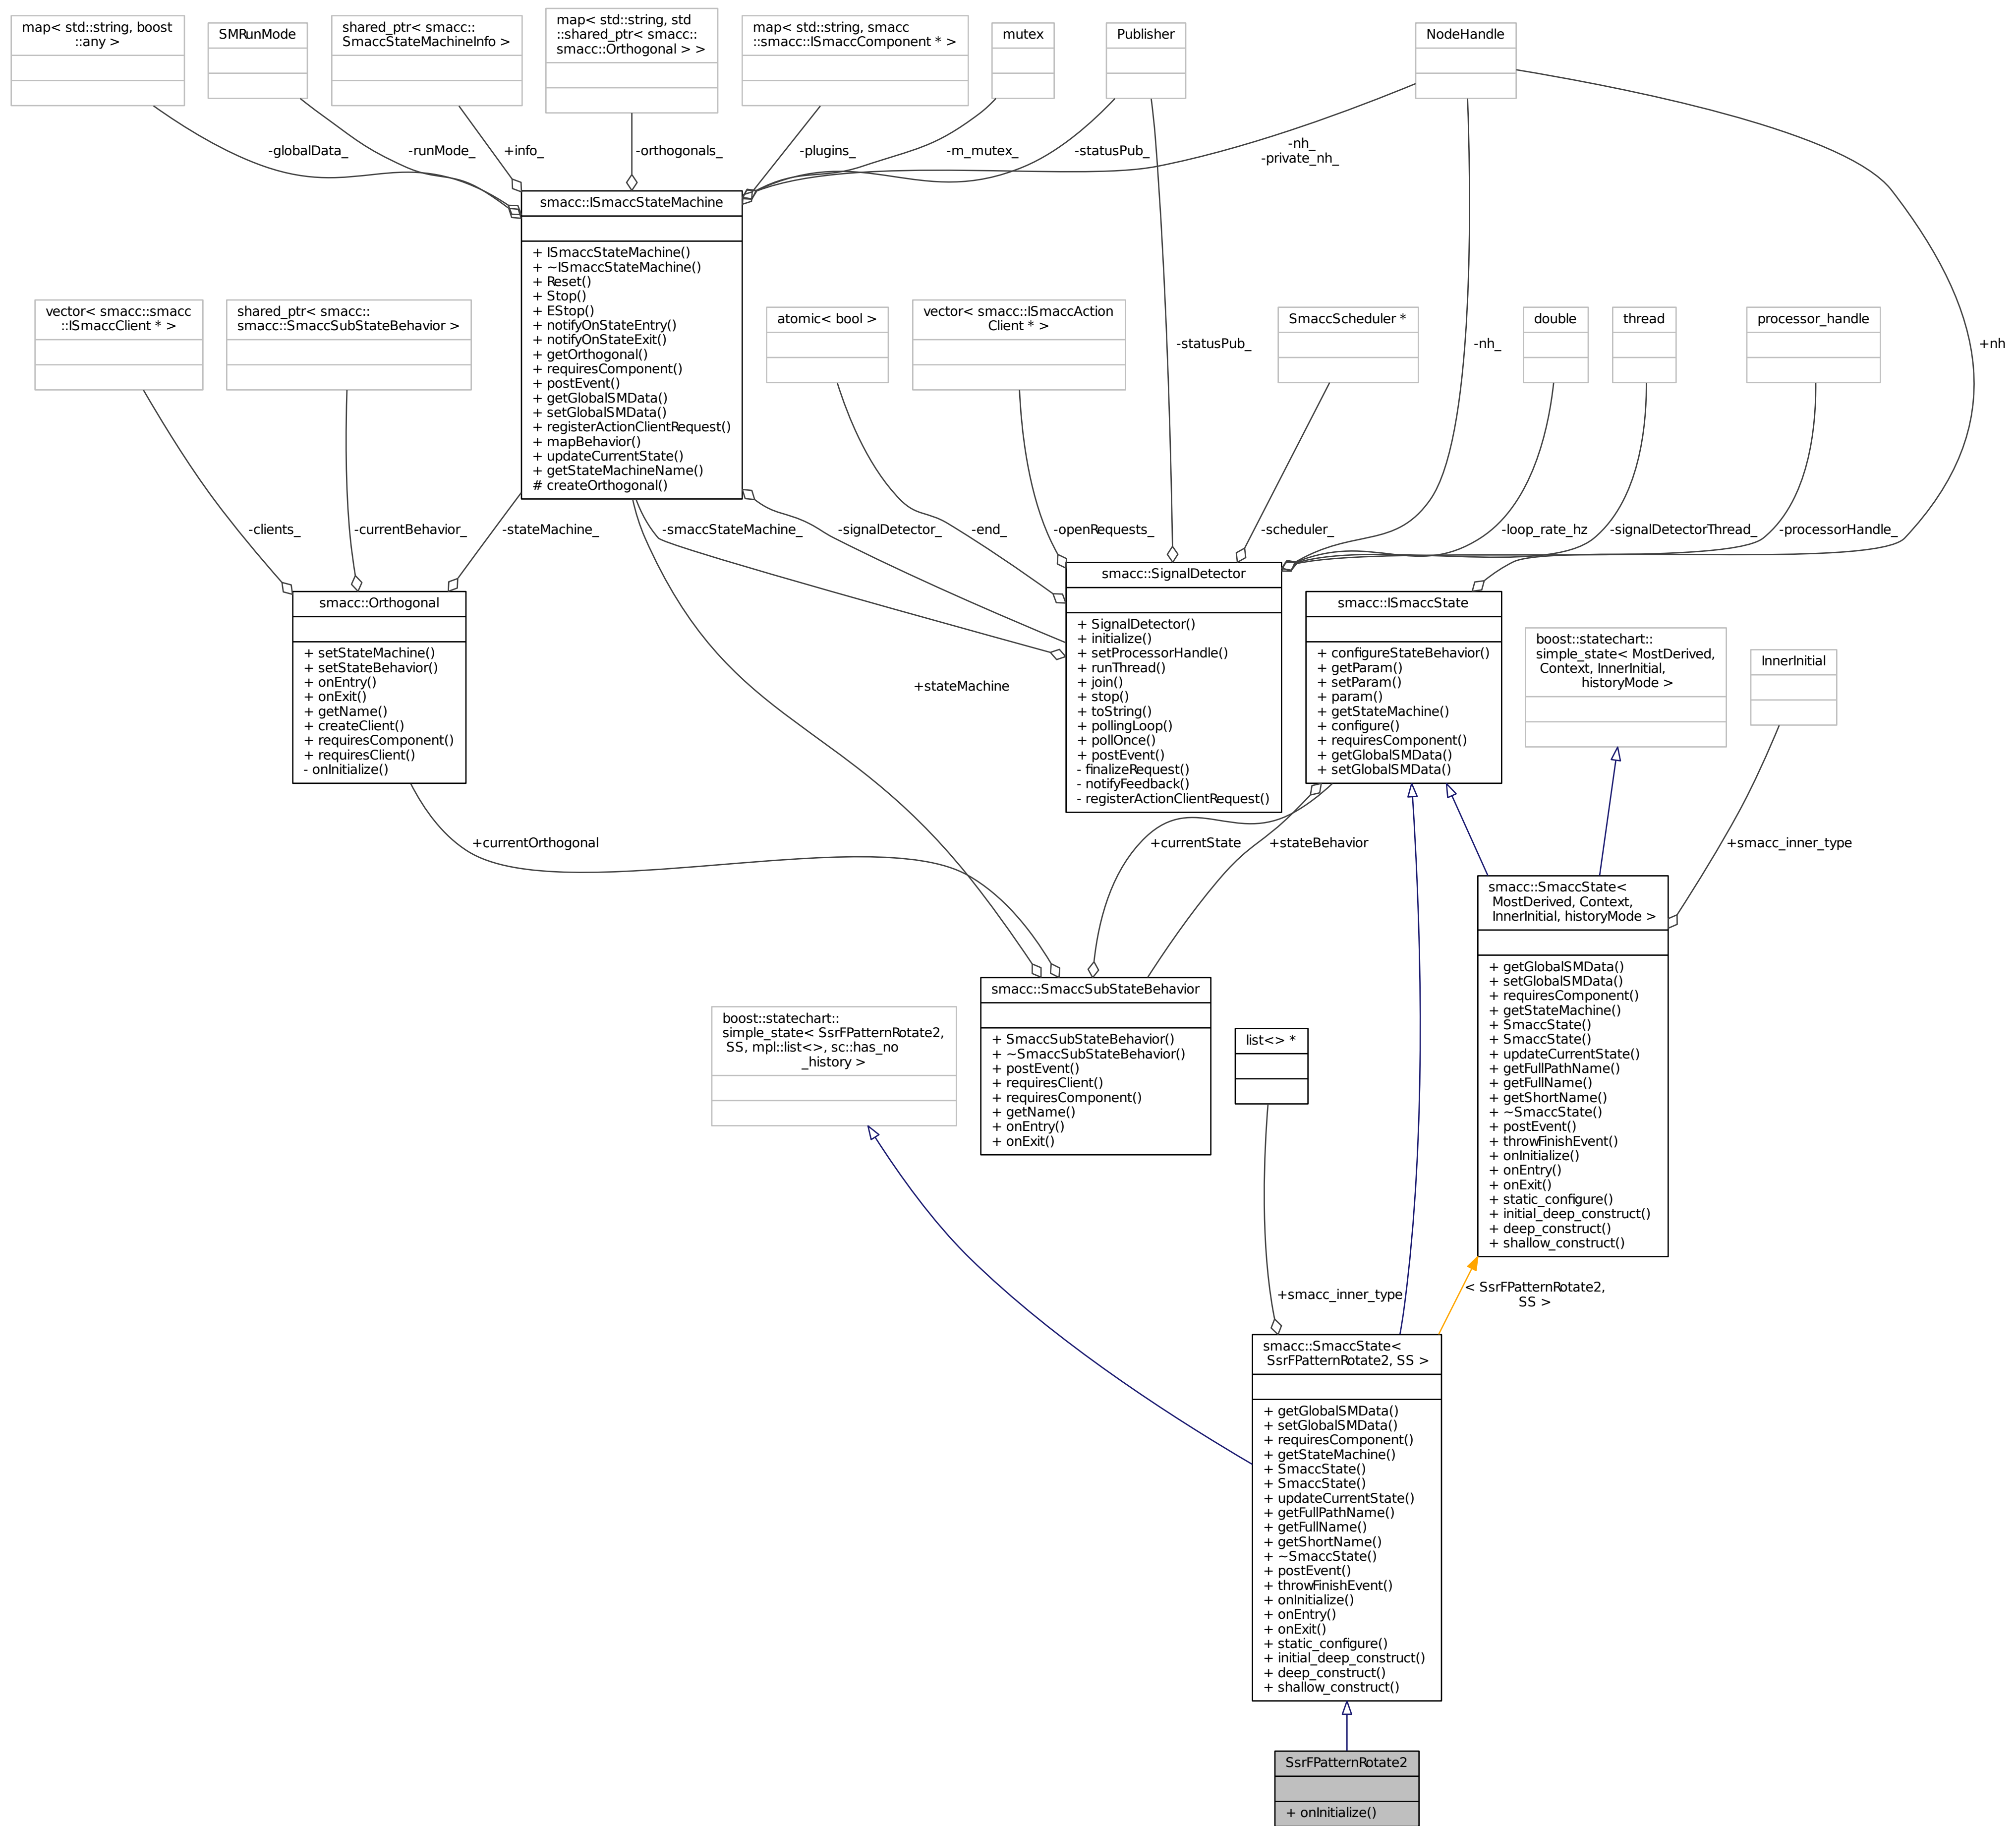 map< std::string, boost
::any >
SMRunMode
shared_ptr< smacc::
SmaccStateMachineInfo >
map< std::string, std
::shared_ptr< smacc::
smacc::Orthogonal > >
map< std::string, smacc
::smacc::ISmaccComponent * >
mutex
Publisher
NodeHandle
-globalData_
-runMode_
+info_
-orthogonals_
-plugins_
-m_mutex_
-statusPub_
-nh_
-private_nh_
smacc::ISmaccStateMachine
+ ISmaccStateMachine()
+ ~ISmaccStateMachine()
+ Reset()
+ Stop()
+ EStop()
+ notifyOnStateEntry()
+ notifyOnStateExit()
+ getOrthogonal()
+ requiresComponent()
+ postEvent()
+ getGlobalSMData()
+ setGlobalSMData()
+ registerActionClientRequest()
+ mapBehavior()
+ updateCurrentState()
+ getStateMachineName()
# createOrthogonal()
vector< smacc::smacc
::ISmaccClient * >
shared_ptr< smacc::
smacc::SmaccSubStateBehavior >
atomic< bool >
vector< smacc::ISmaccAction
Client * >
SmaccScheduler *
double
thread
processor_handle
-statusPub_
-nh_
+nh
-clients_
-currentBehavior_
-stateMachine_
-smaccStateMachine_
-signalDetector_
-end_
-openRequests_
-scheduler_
-loop_rate_hz
-signalDetectorThread_
-processorHandle_
smacc::Orthogonal
+ setStateMachine()
+ setStateBehavior()
+ onEntry()
+ onExit()
+ getName()
+ createClient()
+ requiresComponent()
+ requiresClient()
- onInitialize()
smacc::SignalDetector
+ SignalDetector()
+ initialize()
+ setProcessorHandle()
+ runThread()
+ join()
+ stop()
+ toString()
+ pollingLoop()
+ pollOnce()
+ postEvent()
- finalizeRequest()
- notifyFeedback()
- registerActionClientRequest()
smacc::ISmaccState
+ configureStateBehavior()
+ getParam()
+ setParam()
+ param()
+ getStateMachine()
+ configure()
+ requiresComponent()
+ getGlobalSMData()
+ setGlobalSMData()
boost::statechart::
simple_state< MostDerived,
Context, InnerInitial,
historyMode >
InnerInitial
+stateMachine
+currentOrthogonal
+currentState
+stateBehavior
+smacc_inner_type
smacc::SmaccState<
MostDerived, Context,
InnerInitial, historyMode >
+ getGlobalSMData()
+ setGlobalSMData()
+ requiresComponent()
+ getStateMachine()
+ SmaccState()
+ SmaccState()
+ updateCurrentState()
+ getFullPathName()
+ getFullName()
+ getShortName()
+ ~SmaccState()
+ postEvent()
+ throwFinishEvent()
+ onInitialize()
+ onEntry()
+ onExit()
+ static_configure()
+ initial_deep_construct()
+ deep_construct()
+ shallow_construct()
smacc::SmaccSubStateBehavior
+ SmaccSubStateBehavior()
+ ~SmaccSubStateBehavior()
+ postEvent()
+ requiresClient()
+ requiresComponent()
+ getName()
+ onEntry()
+ onExit()
boost::statechart::
simple_state< SsrFPatternRotate2,
SS, mpl::list<>, sc::has_no
_history >
list<> *
+smacc_inner_type
< SsrFPatternRotate2,
SS >
smacc::SmaccState<
SsrFPatternRotate2, SS >
+ getGlobalSMData()
+ setGlobalSMData()
+ requiresComponent()
+ getStateMachine()
+ SmaccState()
+ SmaccState()
+ updateCurrentState()
+ getFullPathName()
+ getFullName()
+ getShortName()
+ ~SmaccState()
+ postEvent()
+ throwFinishEvent()
+ onInitialize()
+ onEntry()
+ onExit()
+ static_configure()
+ initial_deep_construct()
+ deep_construct()
+ shallow_construct()
SsrFPatternRotate2
+ onInitialize()